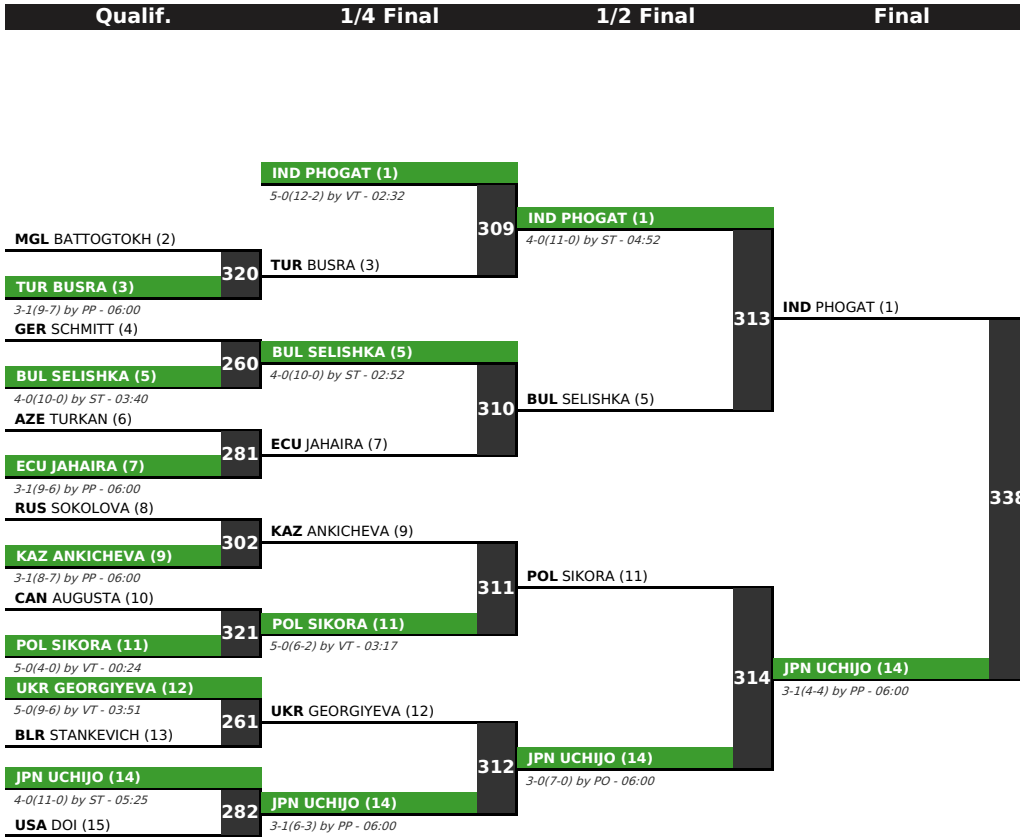 Qualif.
1/4 Final
1/2 Final
Final
MGL BATTOGTOKH (2)
320
TUR BUSRA (3)
3-1(9-7) by PP - 06:00
GER SCHMITT (4)
260
BUL SELISHKA (5)
4-0(10-0) by ST - 03:40
AZE TURKAN (6)
281
ECU JAHAIRA (7)
3-1(9-6) by PP - 06:00
RUS SOKOLOVA (8)
302
KAZ ANKICHEVA (9)
3-1(8-7) by PP - 06:00
CAN AUGUSTA (10)
321
POL SIKORA (11)
5-0(4-0) by VT - 00:24
UKR GEORGIYEVA (12)
5-0(9-6) by VT - 03:51
261
BLR STANKEVICH (13)
JPN UCHIJO (14)
4-0(11-0) by ST - 05:25
282
USA DOI (15)
IND PHOGAT (1)
5-0(12-2) by VT - 02:32
309
TUR BUSRA (3)
BUL SELISHKA (5)
4-0(10-0) by ST - 02:52
310
ECU JAHAIRA (7)
KAZ ANKICHEVA (9)
311
POL SIKORA (11)
5-0(6-2) by VT - 03:17
UKR GEORGIYEVA (12)
312
JPN UCHIJO (14)
3-1(6-3) by PP - 06:00
IND PHOGAT (1)
4-0(11-0) by ST - 04:52
313
BUL SELISHKA (5)
POL SIKORA (11)
314
JPN UCHIJO (14)
3-0(7-0) by PO - 06:00
IND PHOGAT (1)
338
JPN UCHIJO (14)
3-1(4-4) by PP - 06:00